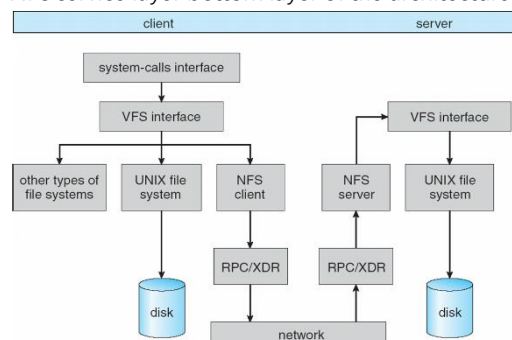 client server
system-calls interface
VFS interface
VFS interface
other types of
file systems
UNIX file
system
NFS
client
NFS
server
UNIX file
system
RPC/XDR
RPC/XDR
disk
disk
network